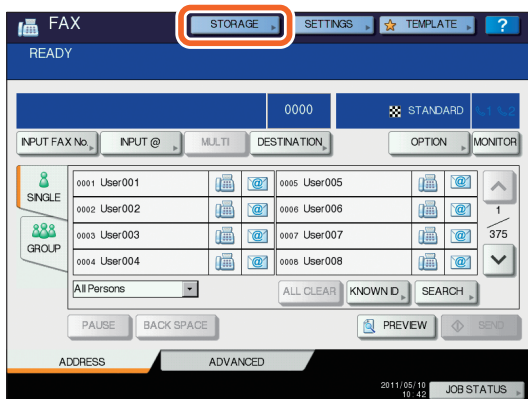 FAX STORAGE SETTINGS TEMPLATE ?
READY
0000 STANDARD 1 2
INPUT FAX No. INPUT @ MULTI DESTINATION OPTION MONITOR
SINGLE
GROUP
0001 User001 @ 0005 User005 @
0002 User002 @ 0006 User006 @
0003 User003 @ 0007 User007 @
0004 User004 @ 0008 User008 @
1
375
All Persons ALL CLEAR KNOWN ID SEARCH
PAUSE BACK SPACE PREVIEW SEND
ADDRESS ADVANCED
2011/05/10
10:42 JOB STATUS